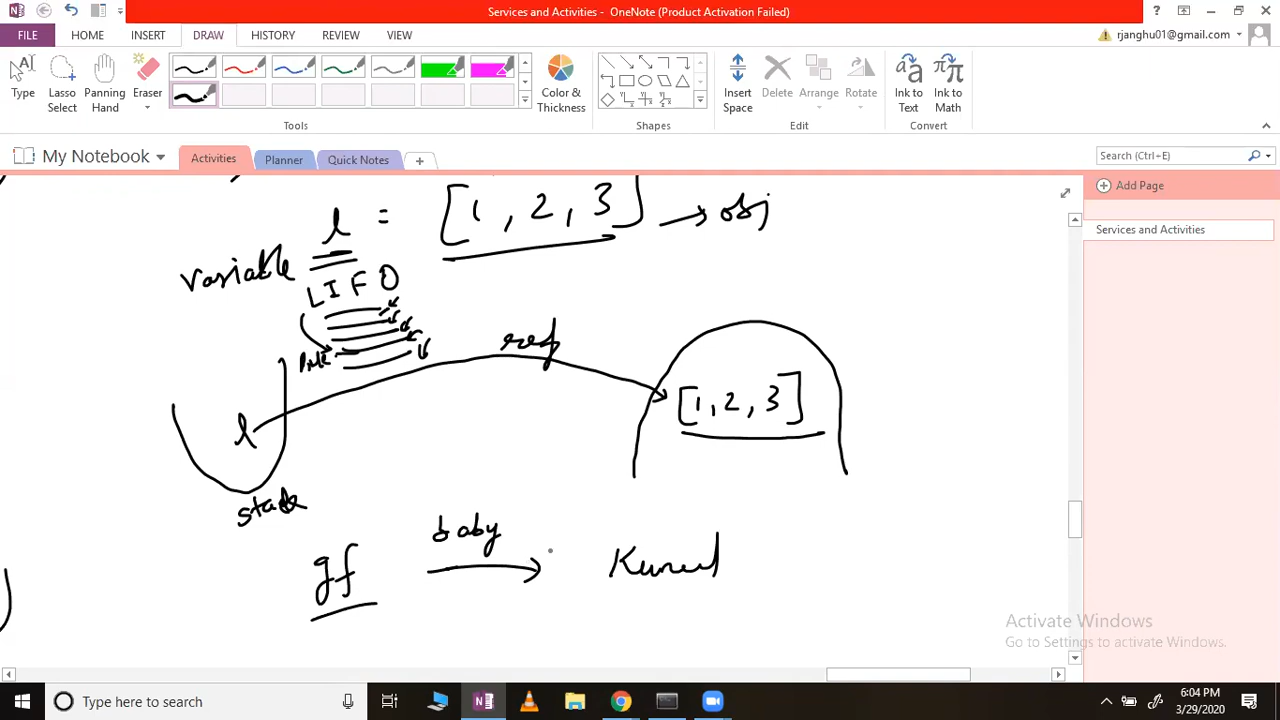 Services and Activities - OneNote (Product Activation Failed)
FILE HOME INSERT DRAW HISTORY REVIEW VIEW rjanghu01@gmail.com
Type Lasso Select Panning Hand Eraser Color & Thickness Insert Space Delete Arrange Rotate Ink to Text Ink to Math
Tools Shapes Edit Convert
My Notebook Activities Planner Quick Notes Search (Ctrl+E)
Add Page
Services and Activities
l = [1, 2, 3] → obj
variable
LIFO
ref
[1, 2, 3]
l
stack
gf baby →
Activate Windows
Go to Settings to activate Windows.
Type here to search
6:04 PM
3/29/2020